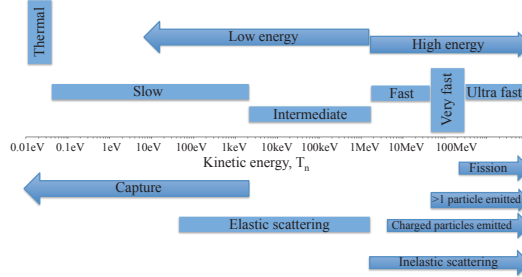 Thermal
Low energy
High energy
Slow
Intermediate
Fast
Very fast
Ultra fast
0.01eV 0.1eV 1eV 10eV 100eV 1keV 10keV 100keV 1MeV 10MeV 100MeV
Kinetic energy, Tn
Fission
Capture
>1 particle emitted
Elastic scattering
Charged particles emitted
Inelastic scattering